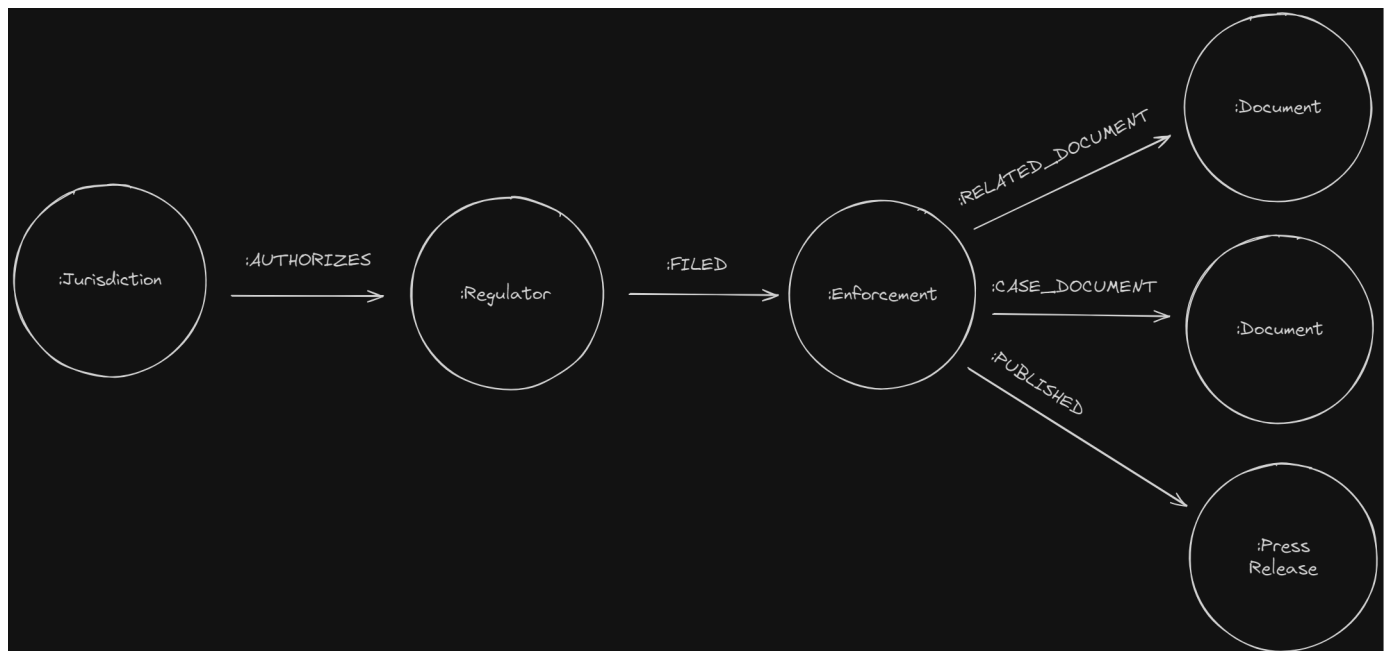 :Jurisdiction
:AUTHORIZES
:Regulator
:FILED
:Enforcement
:RELATED_DOCUMENT
:Document
:CASE_DOCUMENT
:Document
:PUBLISHED
:Press
Release